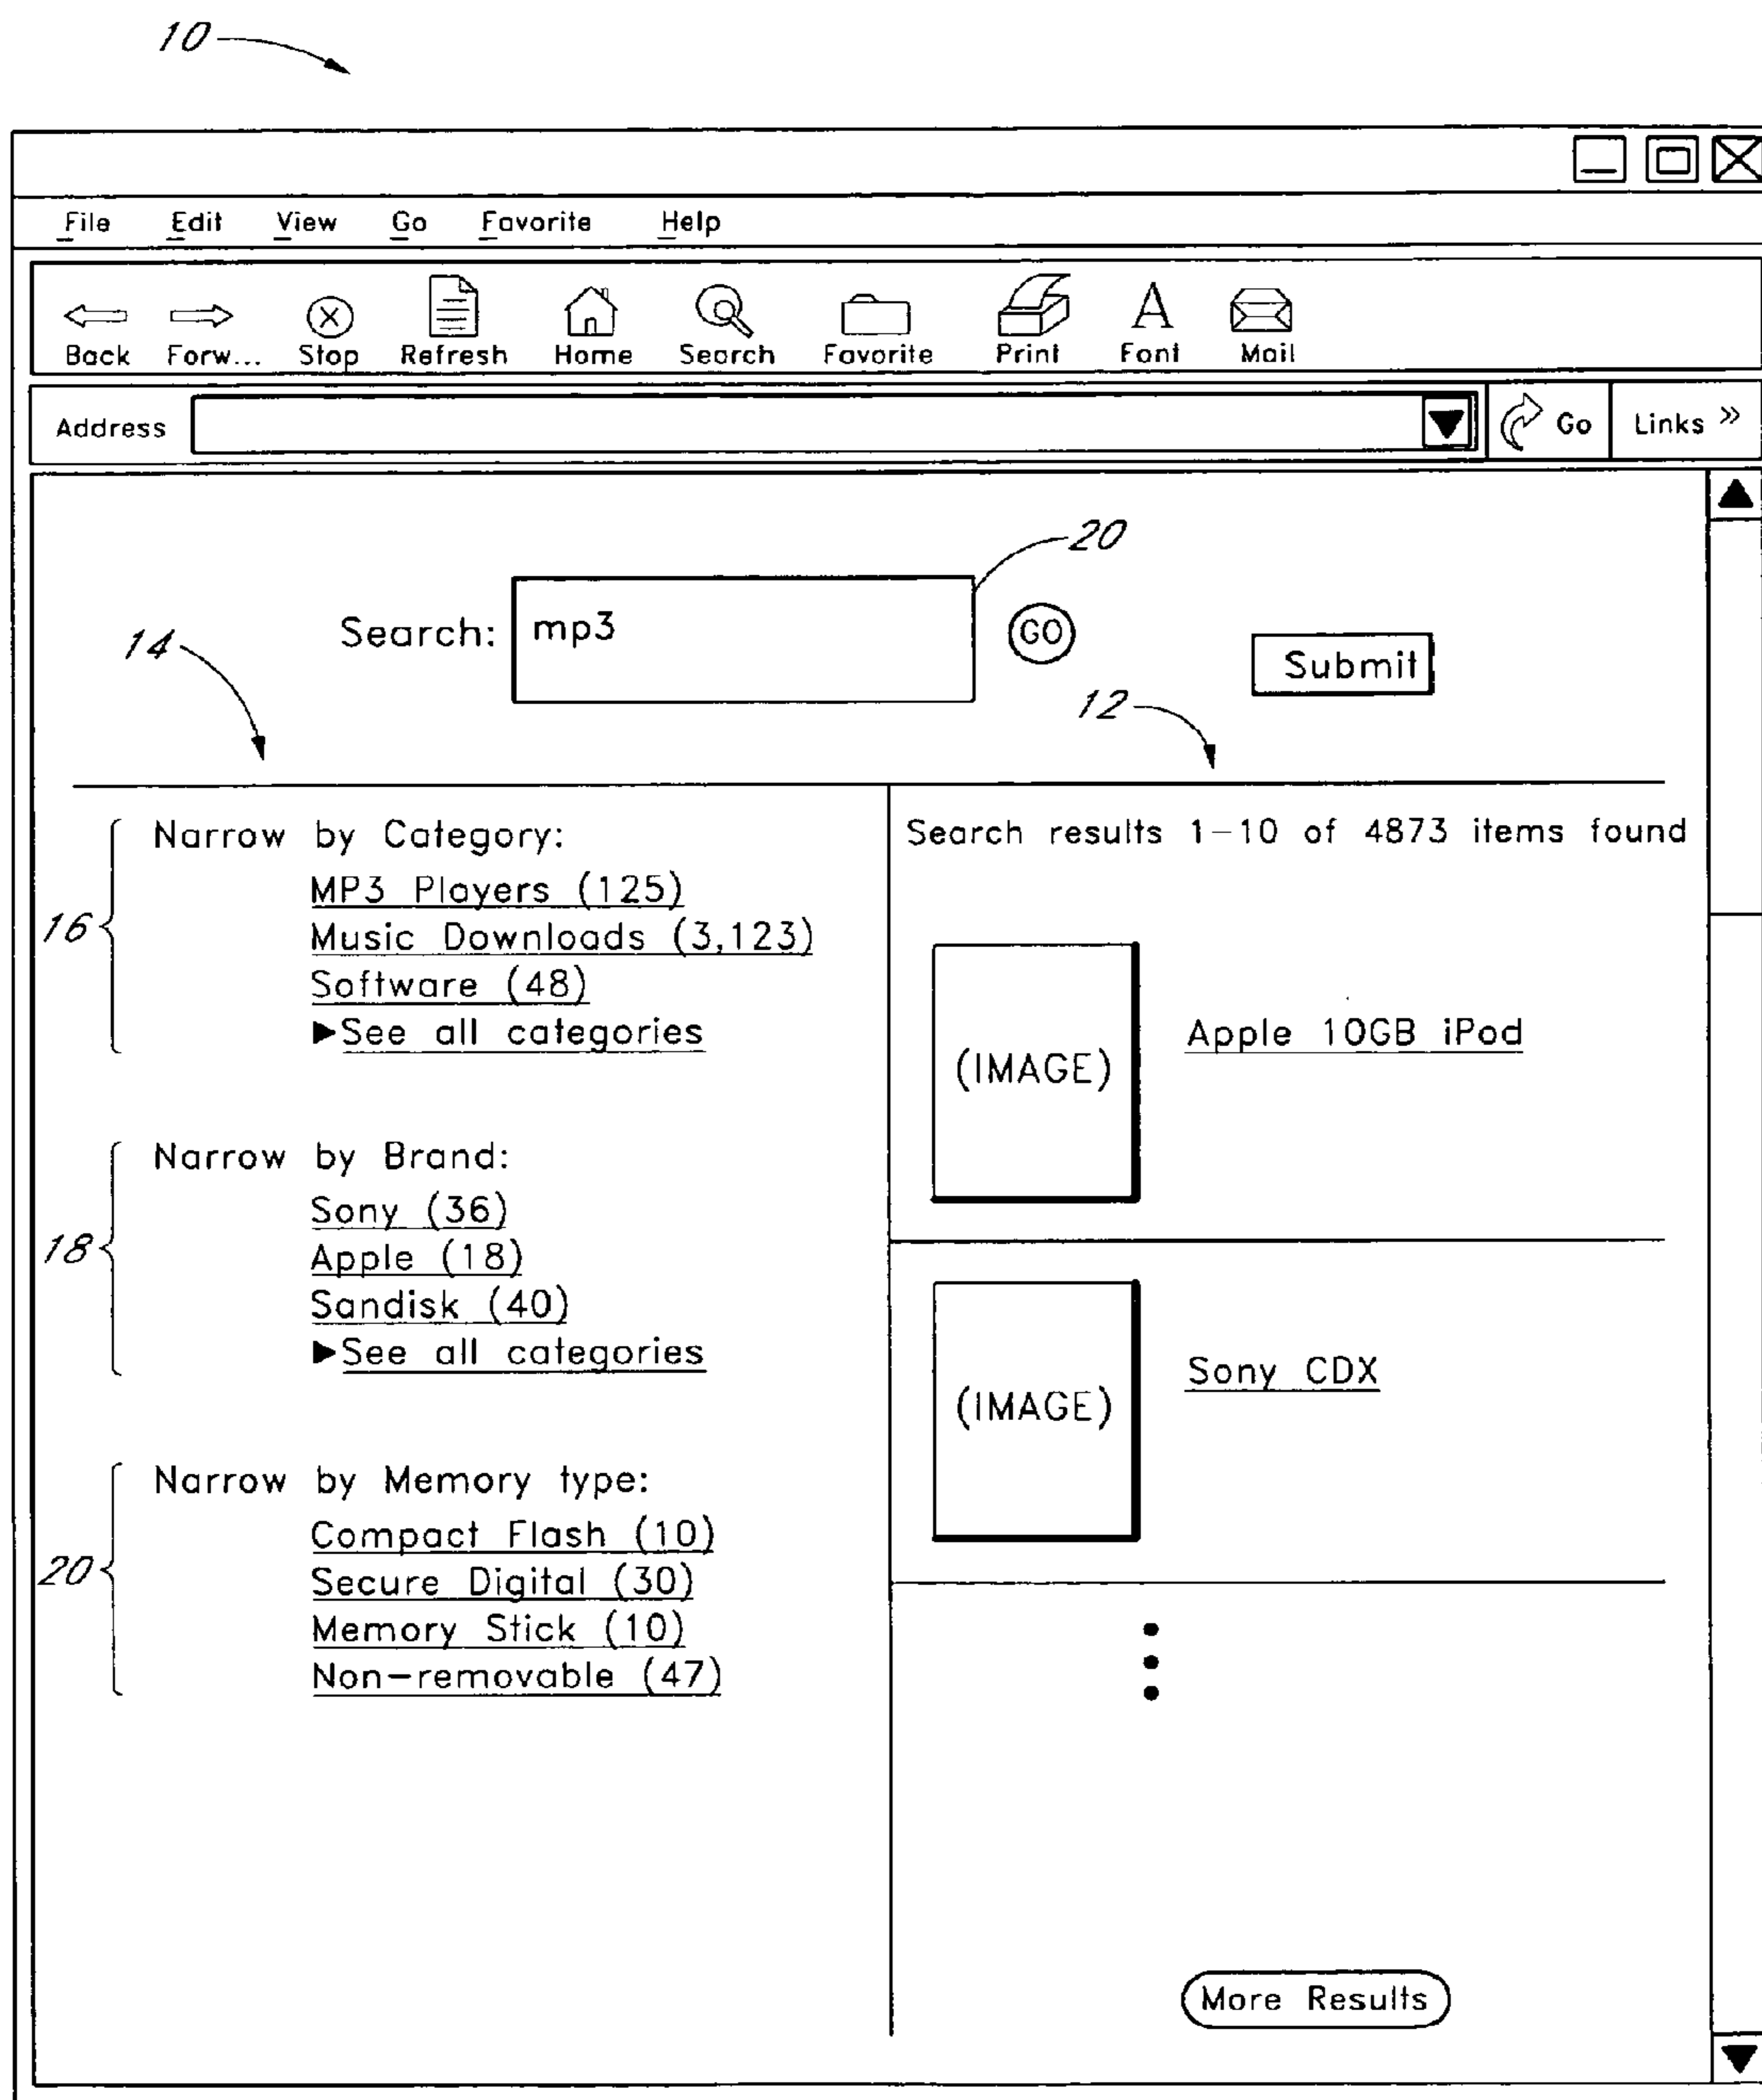 10
File Edit View Go Favorite Help
Back Forw... Stop Refresh Home Search Favorite Print Font Mail
Address Go Links »
20
Search: mp3 GO Submit
14
12
Narrow by Category:
MP3 Players (125)
Music Downloads (3,123)
16
Software (48)
▶See all categories
Narrow by Brand:
Sony (36)
18
Apple (18)
Sandisk (40)
▶See all categories
Narrow by Memory type:
Compact Flash (10)
20
Secure Digital (30)
Memory Stick (10)
Non-removable (47)
Search results 1-10 of 4873 items found
(IMAGE) Apple 10GB iPod
(IMAGE) Sony CDX
More Results